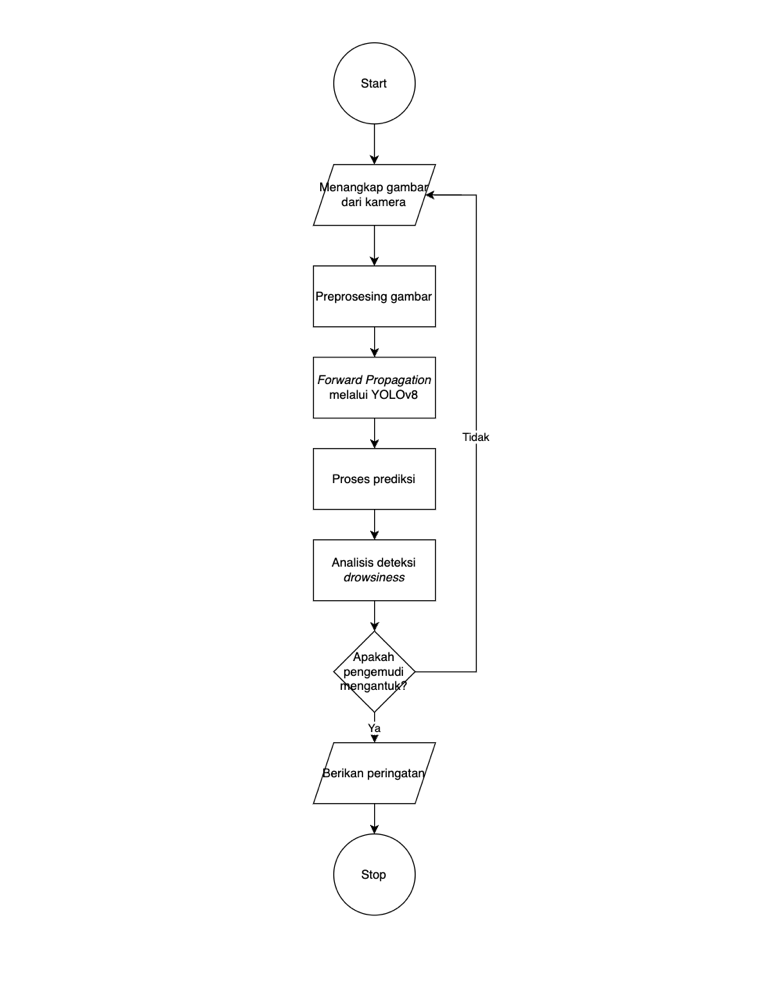 Start
Menangkap gambar
dari kamera
Preprosesing gambar
Forward Propagation
melalui YOLOv8
Tidak
Proses prediksi
Analisis deteksi
drowsiness
Apakah
pengemudi
mengantuk?
Ya
Berikan peringatan
Stop